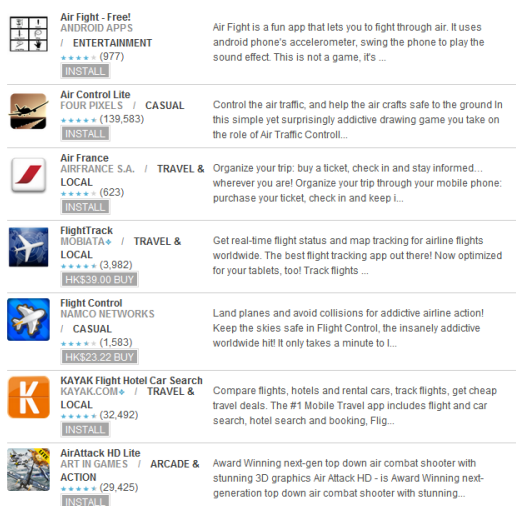 Air Fight - Free!
ANDROID APPS
/ ENTERTAINMENT
(977)
INSTALL
Air Fight is a fun app that lets you to fight through air. It uses
android phone's accelerometer, swing the phone to play the
sound effect. This is not a game, it's ...
Air Control Lite
FOUR PIXELS / CASUAL
(139,583)
INSTALL
Control the air traffic, and help the air crafts safe to the ground In
this simple yet surprisingly addictive drawing game you take on
the role of Air Traffic Controll...
Air France
AIRFRANCE S.A. / TRAVEL &
LOCAL
(623)
INSTALL
Organize your trip: buy a ticket, check in and stay informed…
wherever you are! Organize your trip through your mobile phone:
purchase your ticket, check in and keep i...
FlightTrack
MOBIATA / TRAVEL &
LOCAL
(3,982)
HK$39.00 BUY
Get real-time flight status and map tracking for airline flights
worldwide. The best flight tracking app out there! Now optimized
for your tablets, too! Track flights ...
Flight Control
NAMCO NETWORKS
/ CASUAL
(1,583)
HK$23.22 BUY
Land planes and avoid collisions for addictive airline action!
Keep the skies safe in Flight Control, the insanely addictive
worldwide hit! It only takes a minute to l...
K
KAYAK Flight Hotel Car Search
KAYAK.COM / TRAVEL &
LOCAL
(32,492)
INSTALL
Compare flights, hotels and rental cars, track flights, get cheap
travel deals. The #1 Mobile Travel app includes flight and car
search, hotel search and booking, Flig...
AirAttack HD Lite
ART IN GAMES / ARCADE &
ACTION
(29,425)
INSTALL
Award Winning next-gen top down air combat shooter with
stunning 3D graphics Air Attack HD - is Award Winning next-
generation top down air combat shooter with stunning...